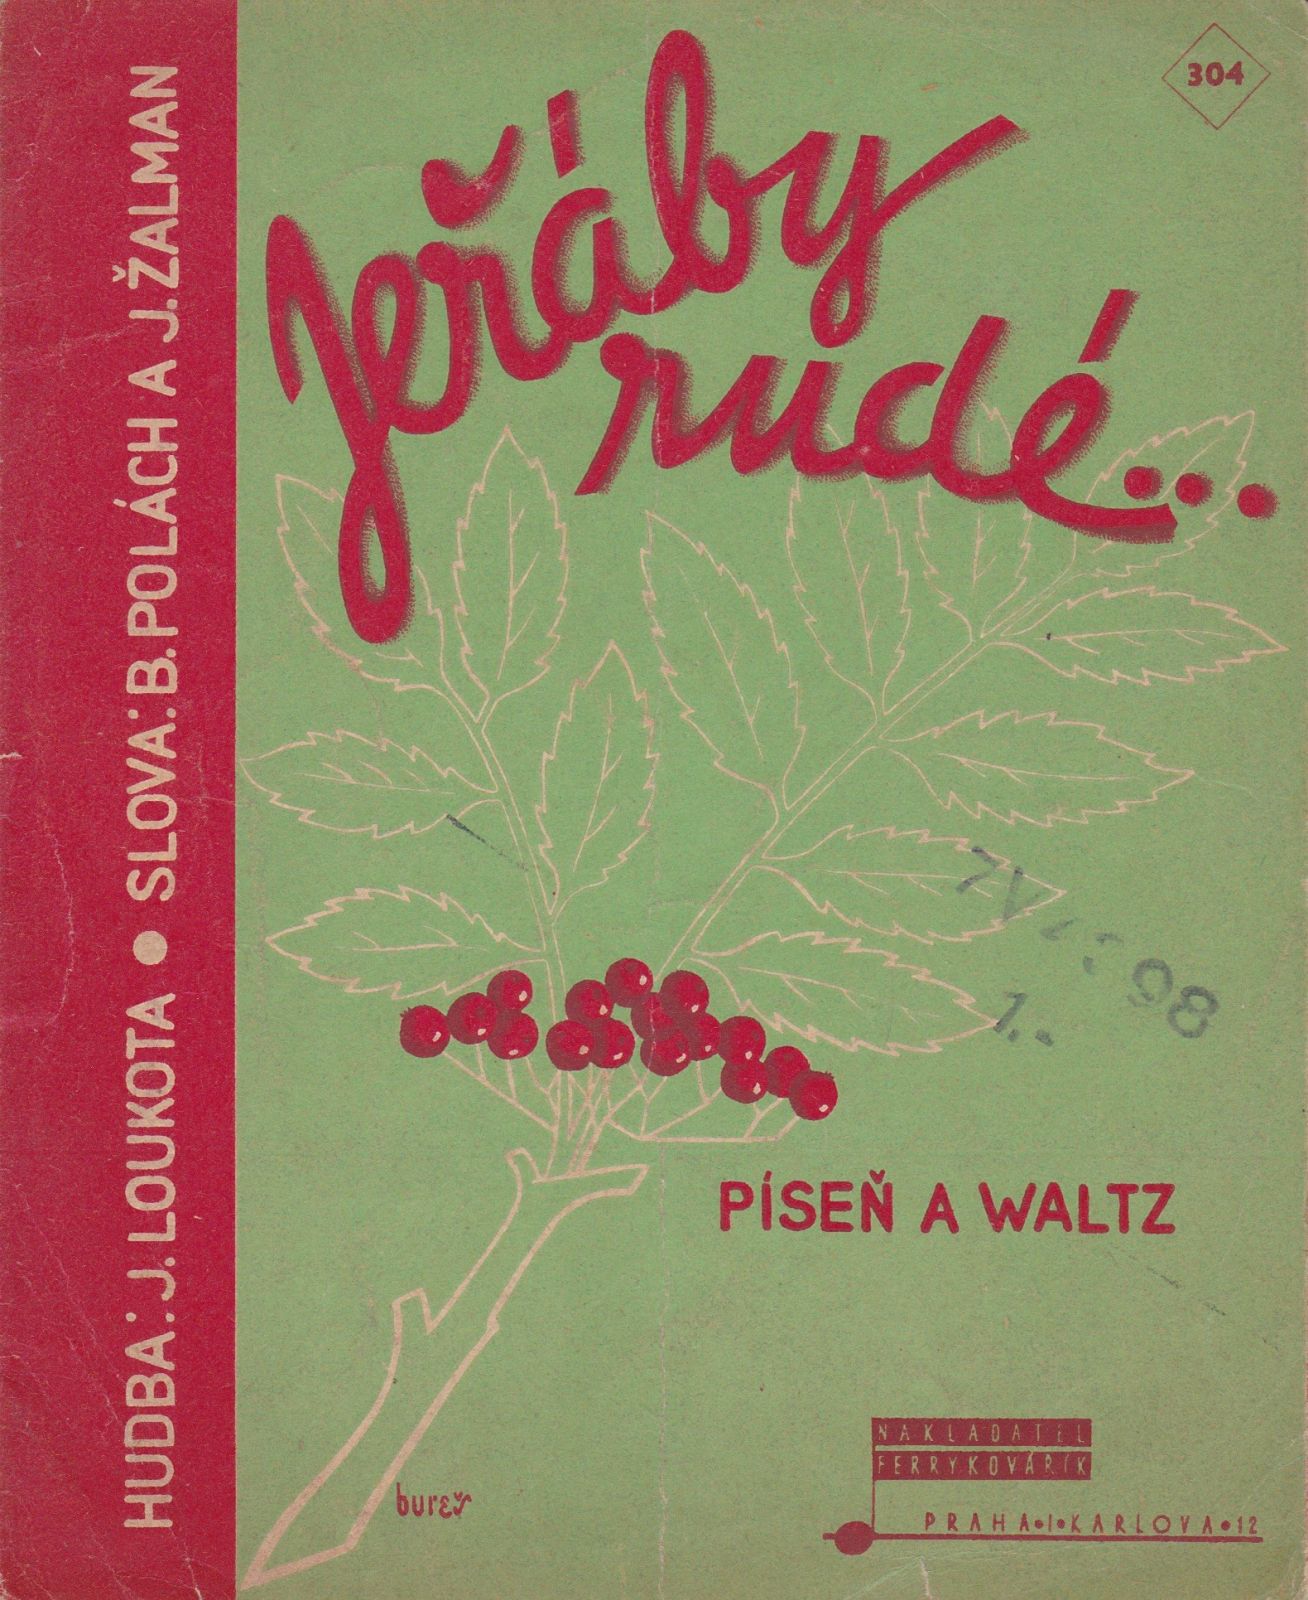 304
Jeřáby
rudé...
HUDBA: J. LOUKOTA • SLOVA: B. POLÁCH A J. ŽALMAN
PÍSEŇ A WALTZ
bureš
NAKLADATEL
FERRY KOVÁŘÍK
PRAHA • I • KARLOVA • 12